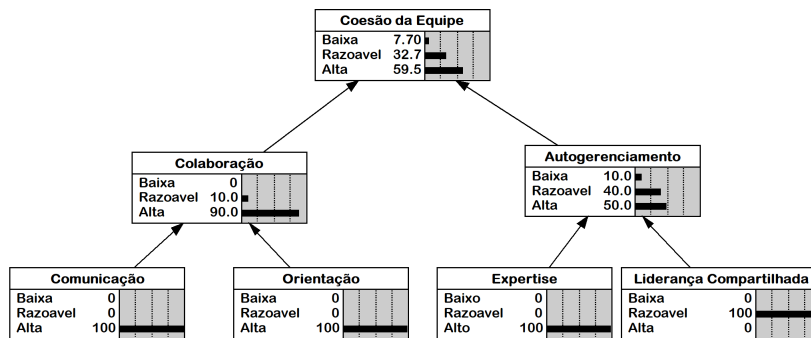 Coesão da Equipe
Baixa 7.70
Razoavel 32.7
Alta 59.5
Colaboração
Baixa 0
Razoavel 10.0
Alta 90.0
Autogerenciamento
Baixa 10.0
Razoavel 40.0
Alta 50.0
Comunicação
Baixa 0
Razoavel 0
Alta 100
Orientação
Baixa 0
Razoavel 0
Alta 100
Expertise
Baixo 0
Razoavel 0
Alto 100
Liderança Compartilhada
Baixa 0
Razoavel 100
Alta 0